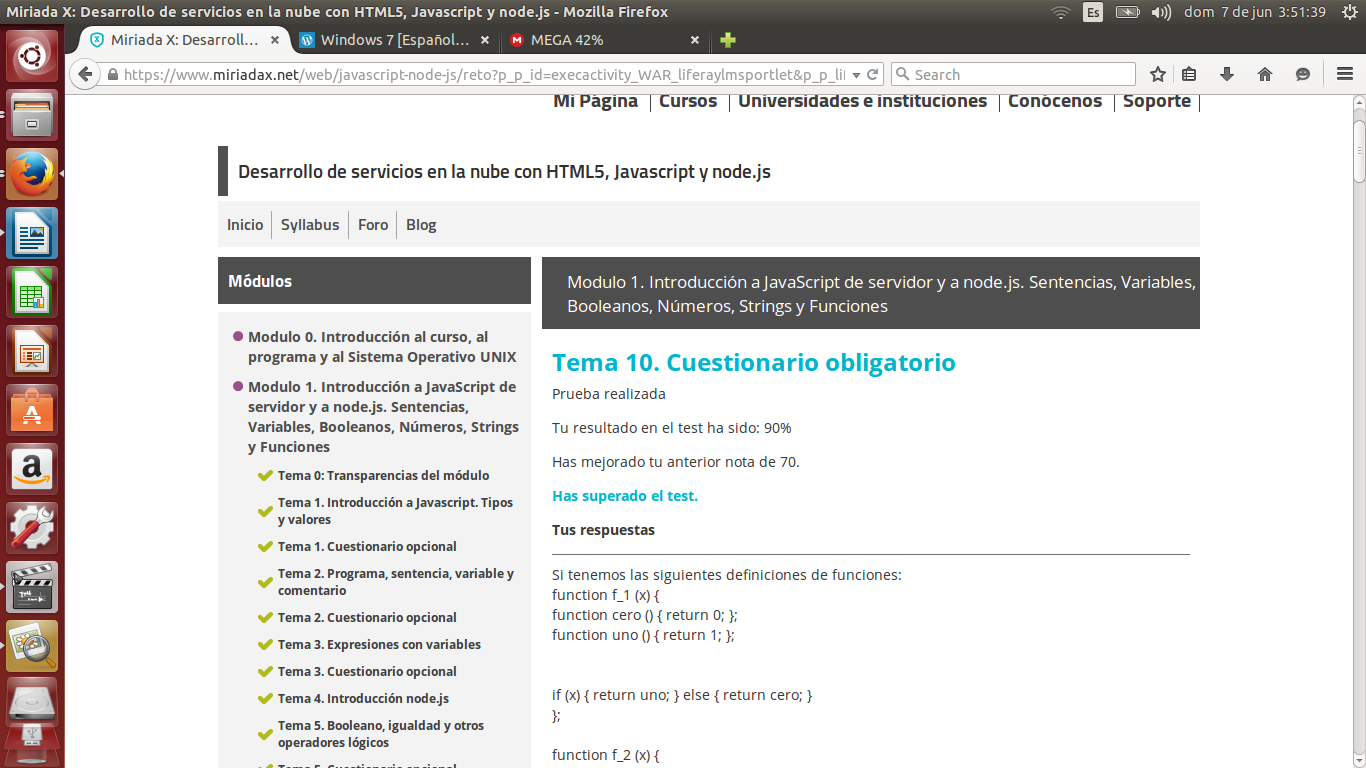 Miriada X: Desarrollo de servicios en la nube con HTML5, Javascript y node.js - Mozilla Firefox
Es
dom 7 de jun 3:51:39
Miriada X: Desarroll…
Windows 7 [Español…
MEGA 42%
https://www.miriadax.net/web/javascript-node-js/reto?p_p_id=execactivity_WAR_liferaylmsportlet&p_p_li
Search
Mi Página
Cursos
Universidades e instituciones
Conócenos
Soporte
Desarrollo de servicios en la nube con HTML5, Javascript y node.js
Inicio
Syllabus
Foro
Blog
Módulos
Modulo 0. Introducción al curso, al
programa y al Sistema Operativo UNIX
Modulo 1. Introducción a JavaScript de
servidor y a node.js. Sentencias,
Variables, Booleanos, Números, Strings
y Funciones
Tema 0: Transparencias del módulo
Tema 1. Introducción a Javascript. Tipos
y valores
Tema 1. Cuestionario opcional
Tema 2. Programa, sentencia, variable y
comentario
Tema 2. Cuestionario opcional
Tema 3. Expresiones con variables
Tema 3. Cuestionario opcional
Tema 4. Introducción node.js
Tema 5. Booleano, igualdad y otros
operadores lógicos
Tema 5. Cuestionario opcional
Modulo 1. Introducción a JavaScript de servidor y a node.js. Sentencias, Variables,
Booleanos, Números, Strings y Funciones
Tema 10. Cuestionario obligatorio
Prueba realizada
Tu resultado en el test ha sido: 90%
Has mejorado tu anterior nota de 70.
Has superado el test.
Tus respuestas
Si tenemos las siguientes definiciones de funciones:
function f_1 (x) {
function cero () { return 0; };
function uno () { return 1; };
if (x) { return uno; } else { return cero; }
};
function f_2 (x) {